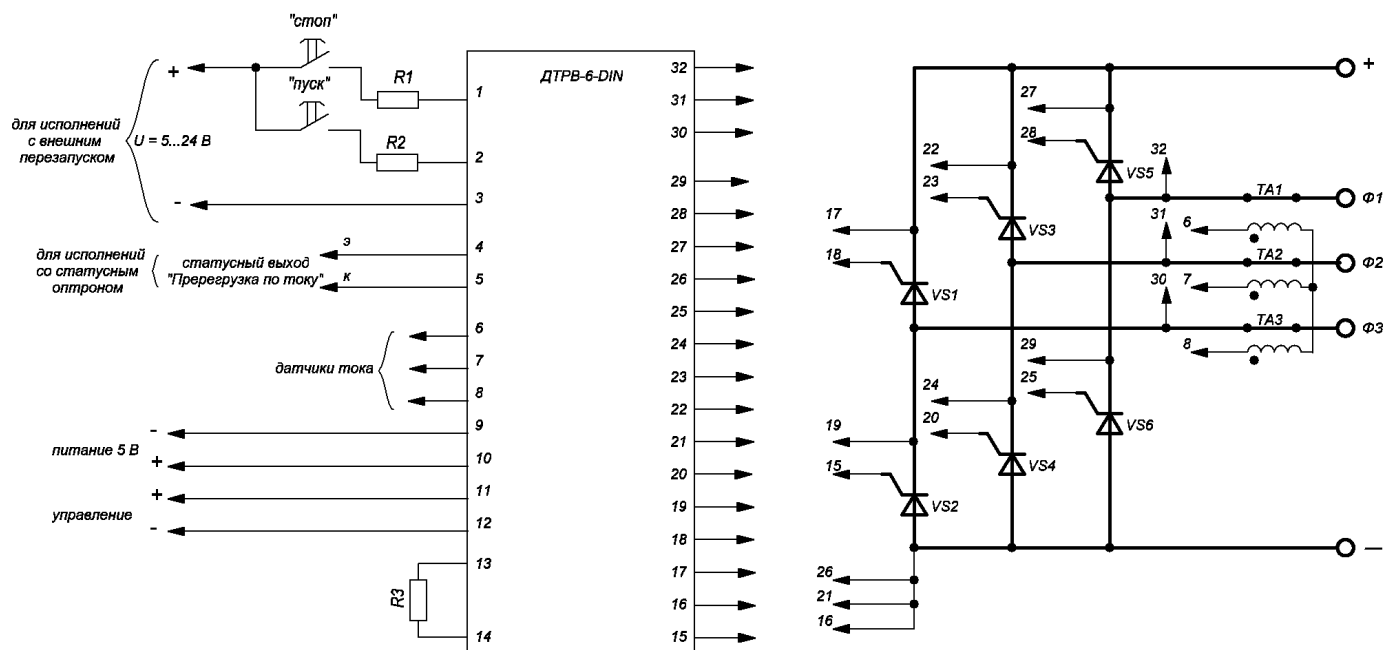 "стоп"
+
"пуск"
R1
R2
для исполнений
с внешним
перезапуском
U = 5...24 В
-
для исполнений
со статусным
оптроном
статусный выход
"Пререгрузка по току"
э
к
датчики тока
-
питание 5 В
+
+
управление
-
R3
ДТРВ-6-DIN
1
2
3
4
5
6
7
8
9
10
11
12
13
14
32
31
30
29
28
27
26
25
24
23
22
21
20
19
18
17
16
15
+
27
28
VS5
32
22
23
VS3
TA1
Ф1
17
31
6
18
TA2
Ф2
VS1
30
7
TA3
Ф3
29
8
24
25
VS6
19
20
15
VS4
VS2
—
26
21
16